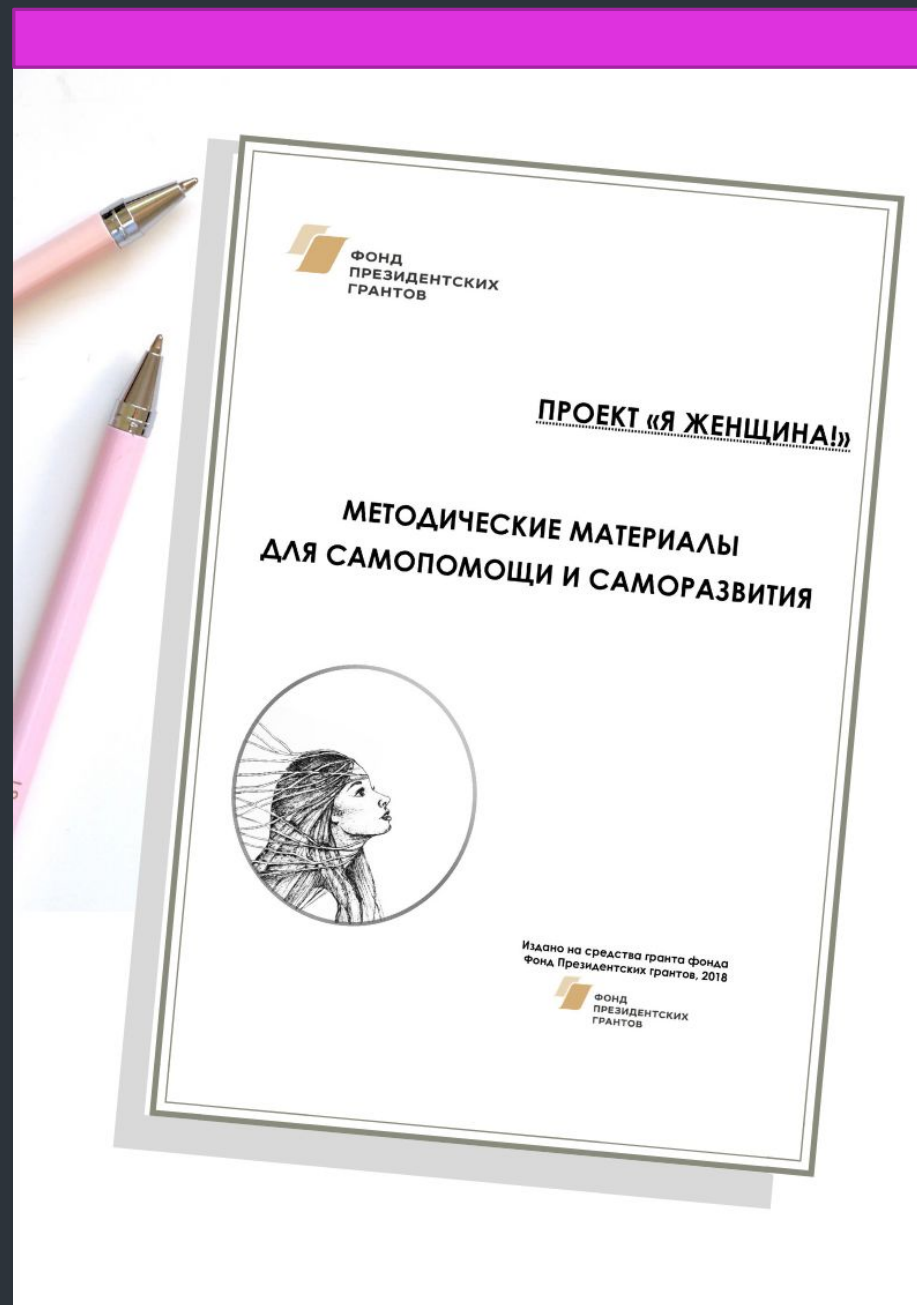 ФОНД
ПРЕЗИДЕНТСКИХ
ГРАНТОВ
ПРОЕКТ «Я ЖЕНЩИНА!»
МЕТОДИЧЕСКИЕ МАТЕРИАЛЫ
ДЛЯ САМОПОМОЩИ И САМОРАЗВИТИЯ
Издано на средства гранта фонда
Фонд Президентских грантов, 2018
ФОНД
ПРЕЗИДЕНТСКИХ
ГРАНТОВ